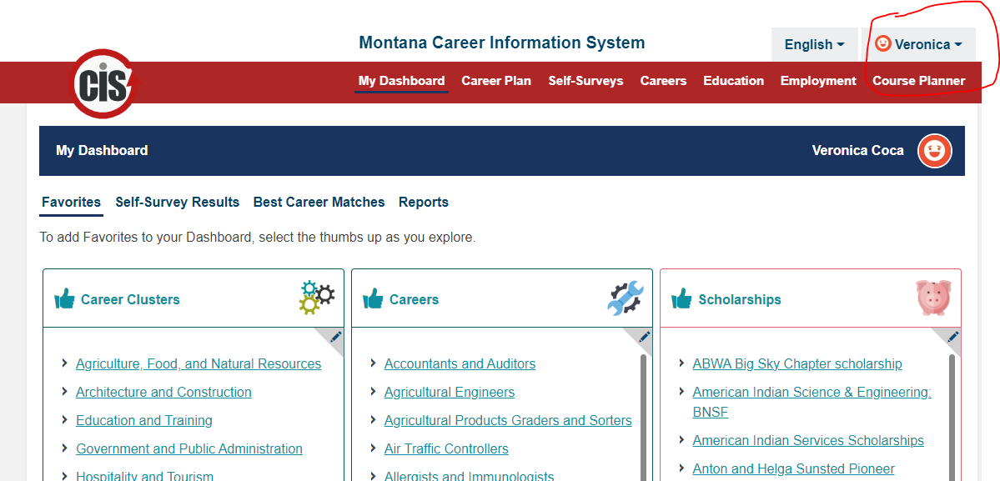 Montana Career Information System
English
Veronica
cis
My Dashboard Career Plan Self-Surveys Careers Education Employment Course Planner
My Dashboard
Veronica Coca
Favorites Self-Survey Results Best Career Matches Reports
To add Favorites to your Dashboard, select the thumbs up as you explore.
Career Clusters
Agriculture, Food, and Natural Resources
Architecture and Construction
Education and Training
Government and Public Administration
Hospitality and Tourism
Careers
Accountants and Auditors
Agricultural Engineers
Agricultural Products Graders and Sorters
Air Traffic Controllers
Allergists and Immunologists
Scholarships
ABWA Big Sky Chapter scholarship
American Indian Science & Engineering:
BNSF
American Indian Services Scholarships
Anton and Helga Sunsted Pioneer